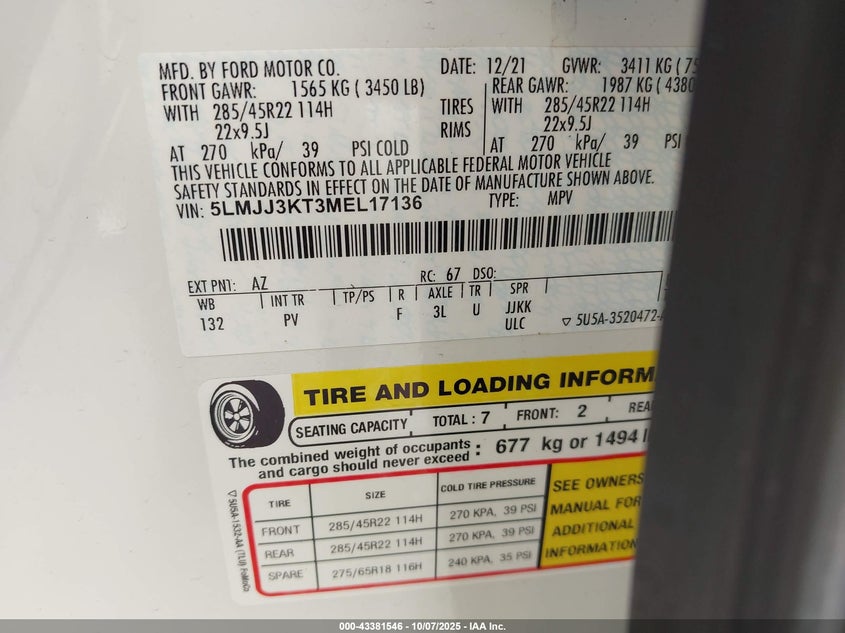 MFD. BY FORD MOTOR CO. DATE: 12/21 GVWR: 3411 KG
FRONT GAWR: 1565 KG ( 3450 LB) REAR GAWR: 1987 KG ( 4380
WITH 285/45R22 114H TIRES WITH 285/45R22 114H
22x9.5J RIMS 22x9.5J
AT 270 kPa/ 39 PSI COLD AT 270 kPa/ 39 PSI
THIS VEHICLE CONFORMS TO ALL APPLICABLE FEDERAL MOTOR VEHICLE
SAFETY STANDARDS IN EFFECT ON THE DATE OF MANUFACTURE SHOWN ABOVE.
VIN: 5LMJJ3KT3MEL17136 TYPE: MPV
EXT PNT: AZ RC: 67 DSO:
WB INT TR TP/PS R AXLE TR SPR
132 PV F 3L U JJKK
ULC 5U5A-3520472-
TIRE AND LOADING INFORM
SEATING CAPACITY TOTAL : 7 FRONT: 2 REA
The combined weight of occupants and cargo should never exceed : 677 kg or 1494
TIRE SIZE COLD TIRE PRESSURE
FRONT 285/45R22 114H 270 KPA, 39 PSI
REAR 285/45R22 114H 270 KPA, 39 PSI
SPARE 275/65R18 116H 240 KPA, 35 PSI
SEE OWNERS
MANUAL FOR
ADDITIONAL
INFORMATION
5U5A-1532-AA (TLU) FoMoCo
000-43381546 - 10/07/2025 - IAA Inc.